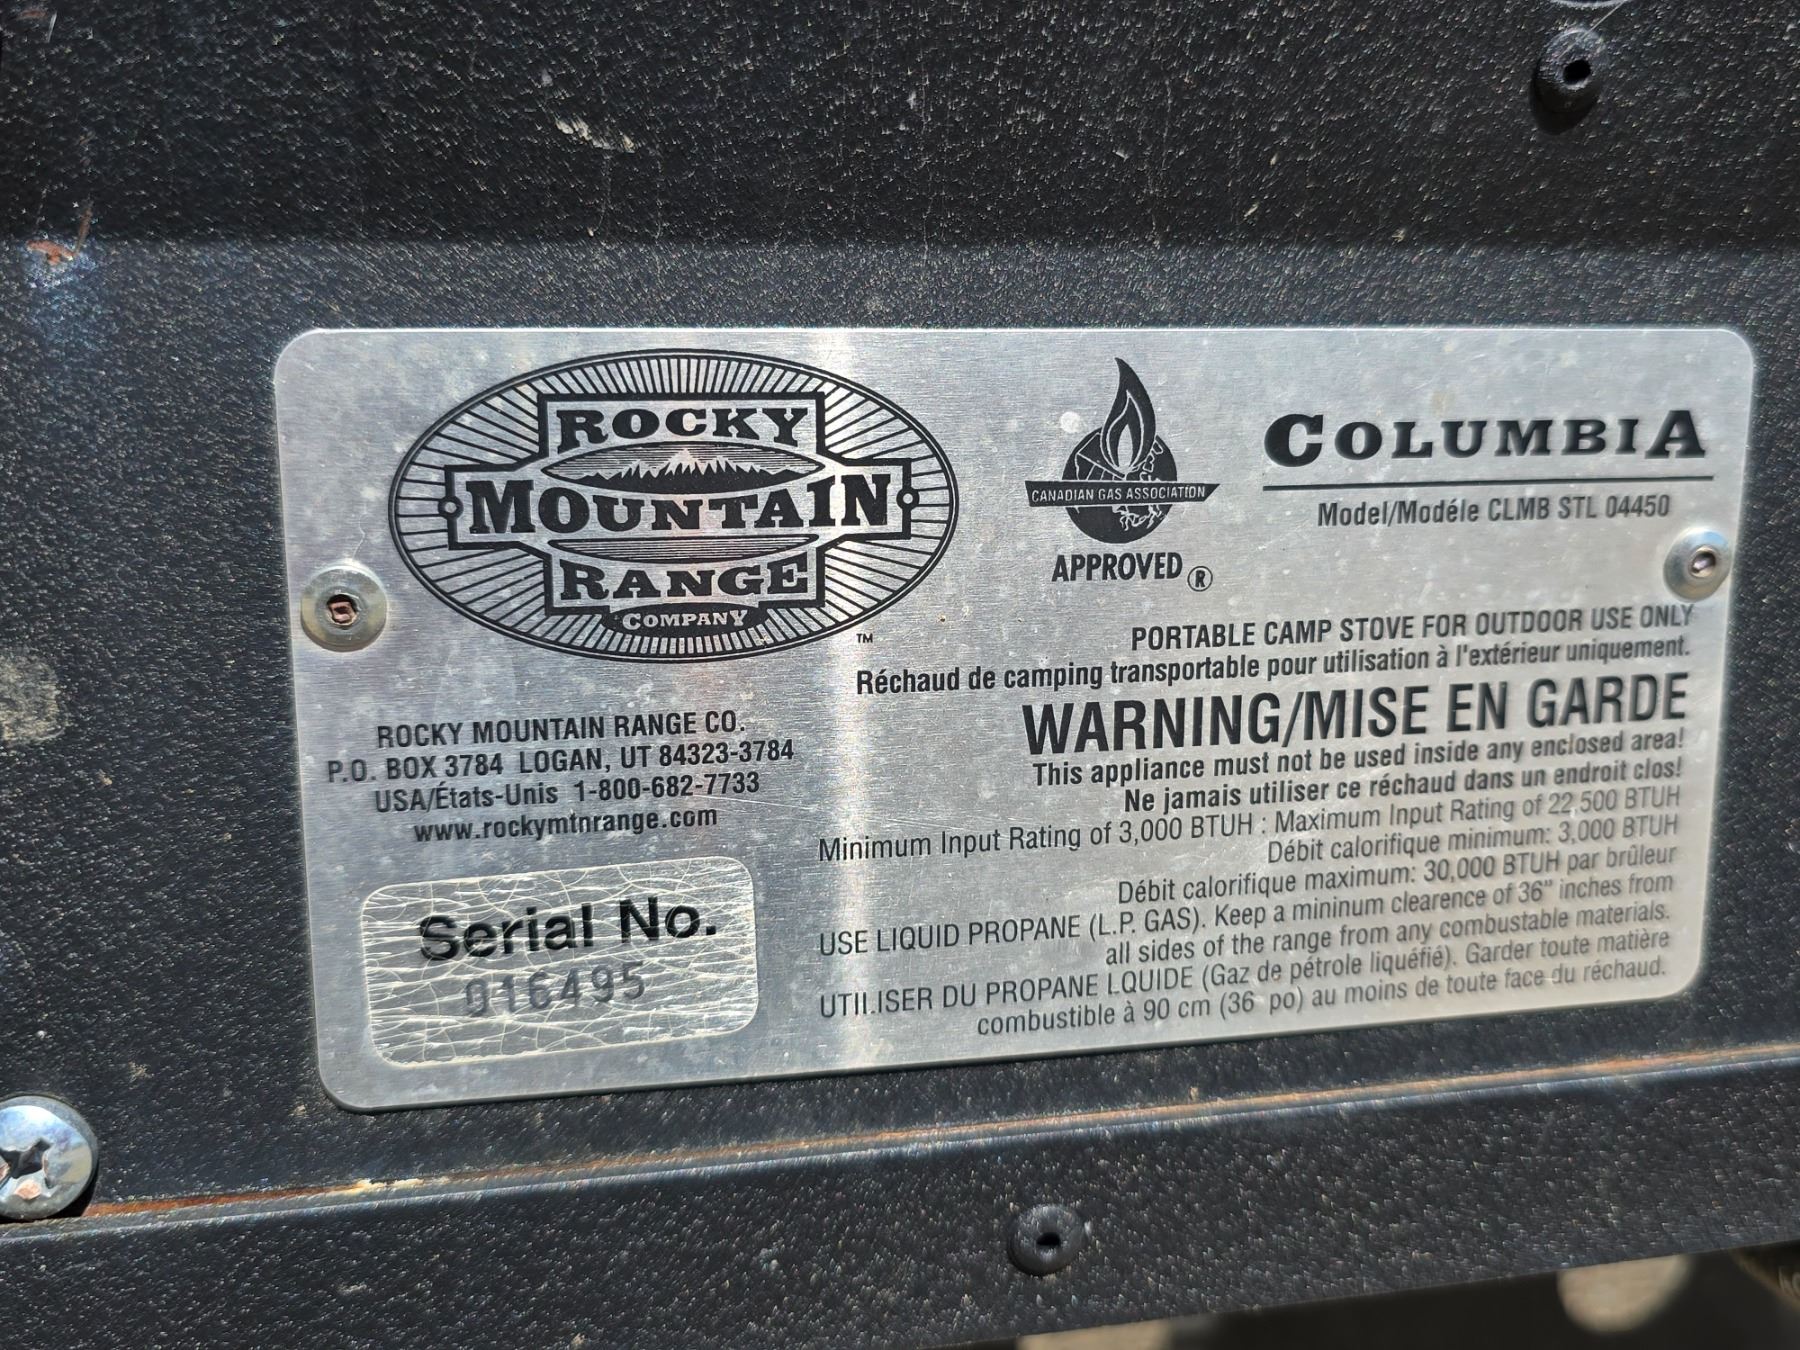 ROCKY
MOUNTAIN
RANGE
COMPANY
TM
CANADIAN GAS ASSOCIATION
APPROVED ®
COLUMBIA
Model/Modéle CLMB STL 04450
PORTABLE CAMP STOVE FOR OUTDOOR USE ONLY
Réchaud de camping transportable pour utilisation à l'extérieur uniquement.
WARNING/MISE EN GARDE
This appliance must not be used inside any enclosed area!
Ne jamais utiliser ce réchaud dans un endroit clos!
Minimum Input Rating of 3,000 BTUH : Maximum Input Rating of 22,500 BTUH
Débit calorifique minimum: 3,000 BTUH
Débit calorifique maximum: 30,000 BTUH par brûleur
USE LIQUID PROPANE (L.P. GAS). Keep a mininum clearence of 36" inches from
all sides of the range from any combustable materials.
UTILISER DU PROPANE LQUIDE (Gaz de pétrole liquéfié). Garder toute matière
combustible à 90 cm (36 po) au moins de toute face du réchaud.
ROCKY MOUNTAIN RANGE CO.
P.O. BOX 3784 LOGAN, UT 84323-3784
USA/États-Unis 1-800-682-7733
www.rockymtnrange.com
Serial No.
016495